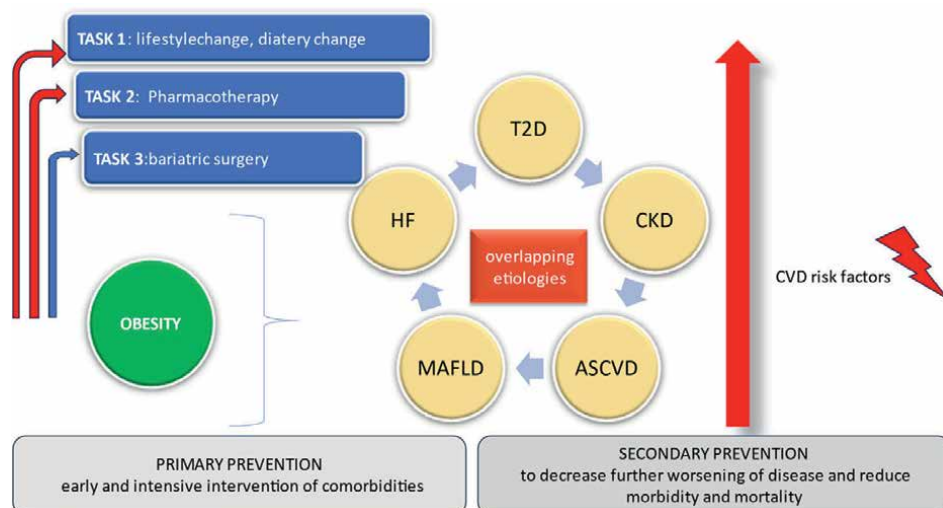 TASK 1: lifestylechange, diatery change
TASK 2: Pharmacotherapy
TASK 3:bariatric surgery
T2D
HF
CKD
overlapping
etiologies
CVD risk factors
OBESITY
MAFLD
ASCVD
PRIMARY PREVENTION
early and intensive intervention of comorbidities
SECONDARY PREVENTION
to decrease further worsening of disease and reduce
morbidity and mortality